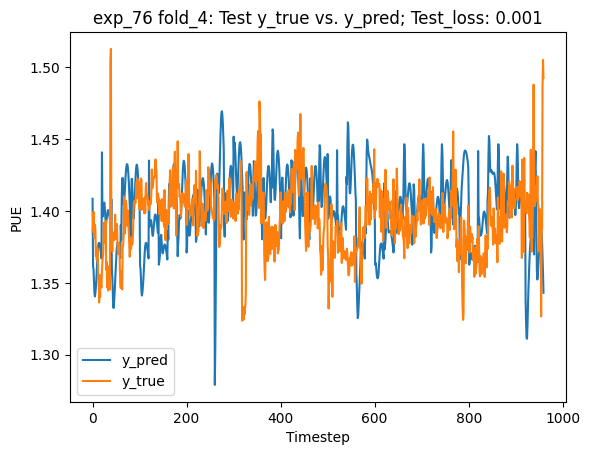 exp_76 fold_4: Test y_true vs. y_pred; Test_loss: 0.001
1.50
1.45
1.40
1.35
1.30
PUE
y_pred
y_true
0
200
400
600
800
1000
Timestep